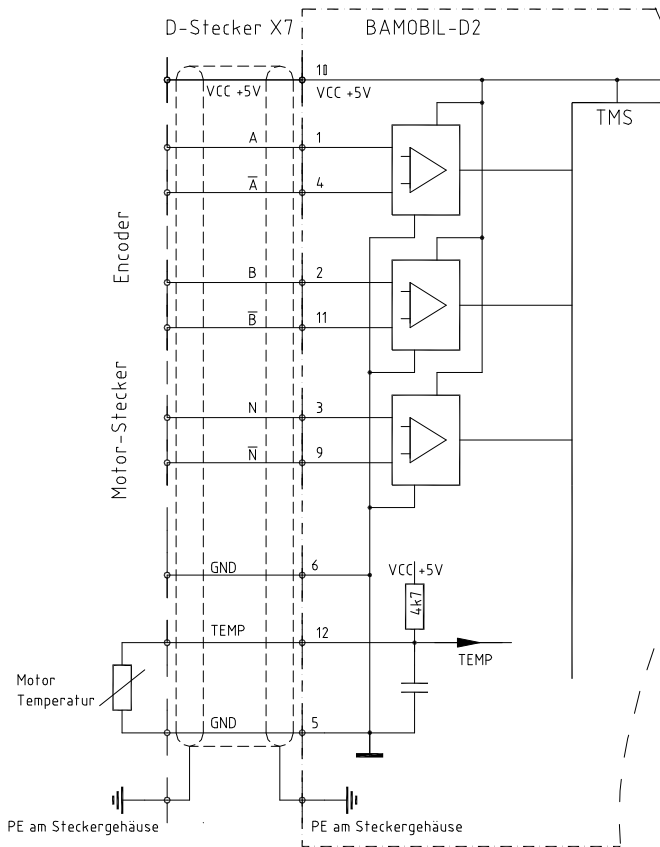 D-Stecker X7
BAMOBIL-D2
10
VCC +5V
VCC +5V
TMS
A
1
A̅
4
Encoder
B
2
B̅
11
Motor-Stecker
N
3
N̅
9
GND
6
VCC +5V
4k7
TEMP
12
TEMP
Motor
Temperatur
GND
5
PE am Steckergehäuse
PE am Steckergehäuse